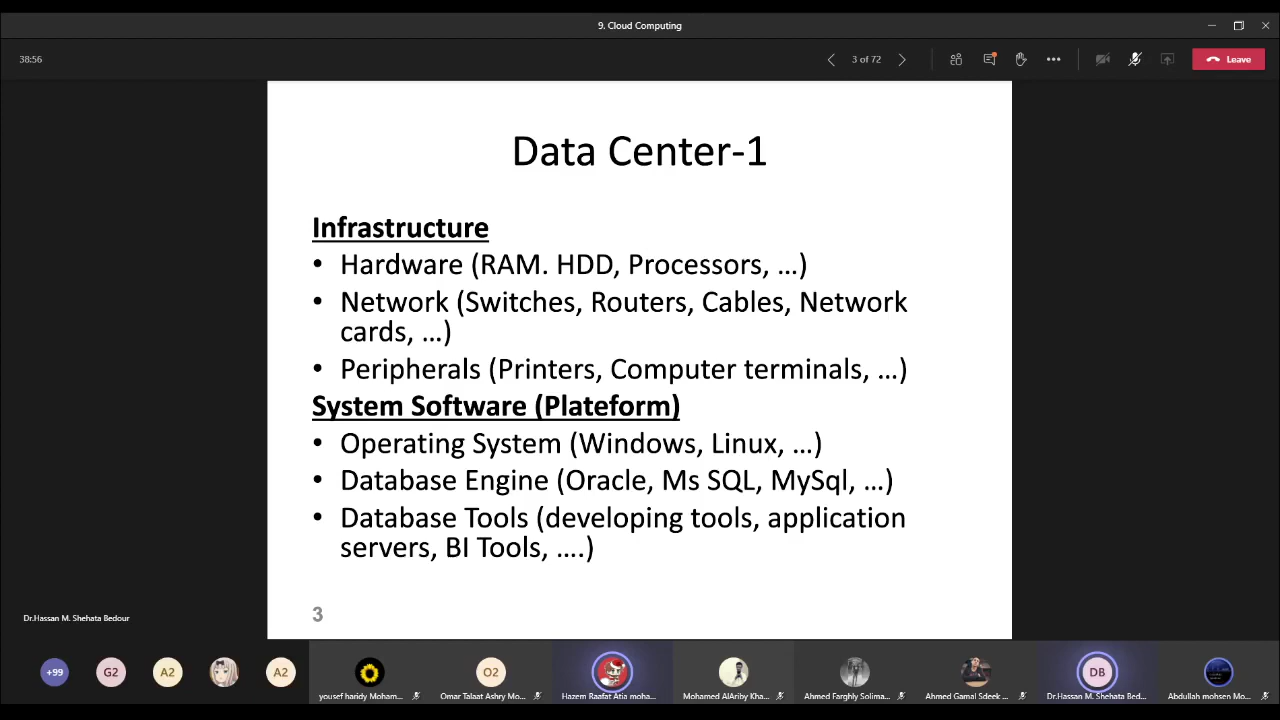 9. Cloud Computing
38:56
3 of 72
Leave
Data Center-1
Infrastructure
• Hardware (RAM. HDD, Processors, …)
• Network (Switches, Routers, Cables, Network
cards, …)
• Peripherals (Printers, Computer terminals, …)
System Software (Plateform)
• Operating System (Windows, Linux, …)
• Database Engine (Oracle, Ms SQL, MySql, …)
• Database Tools (developing tools, application
servers, BI Tools, ….)
3
Dr.Hassan M. Shehata Bedour
+99
G2
A2
A2
O2
DB
yousef haridy Moham...
Omar Talaat Ashry Mo...
Hazem Raafat Atia moha...
Mohamed AlAriby Kha...
Ahmed Farghly Solima...
Ahmed Gamal Sdeek ...
Dr.Hassan M. Shehata Bed...
Abdullah mohsen Mo...